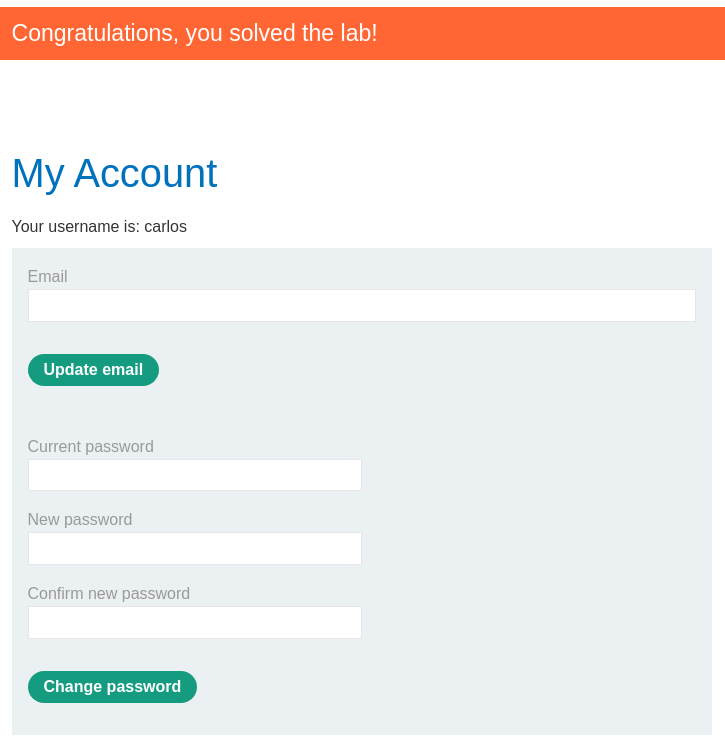 Congratulations, you solved the lab!
My Account
Your username is: carlos
Email
Update email
Current password
New password
Confirm new password
Change password